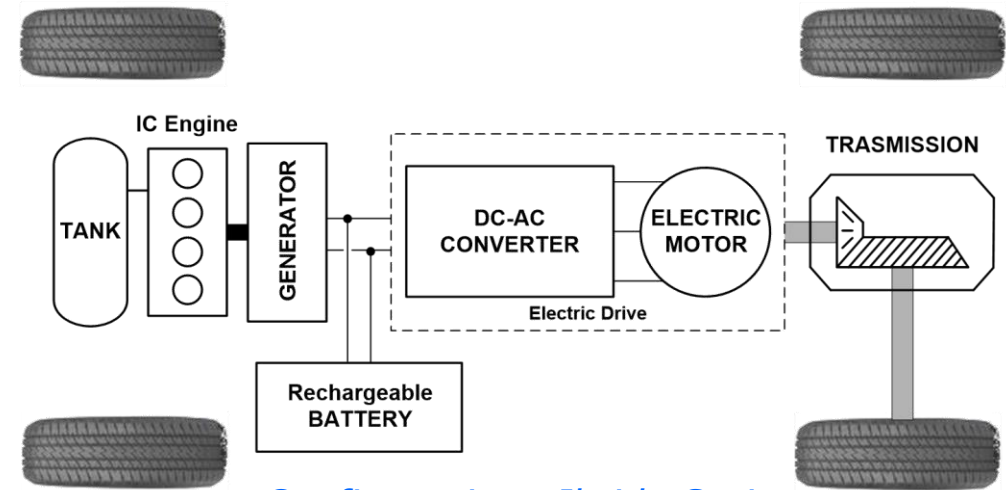 IC Engine
TRASMISSION
TANK
GENERATOR
DC-AC
CONVERTER
ELECTRIC
MOTOR
Electric Drive
Rechargeable
BATTERY